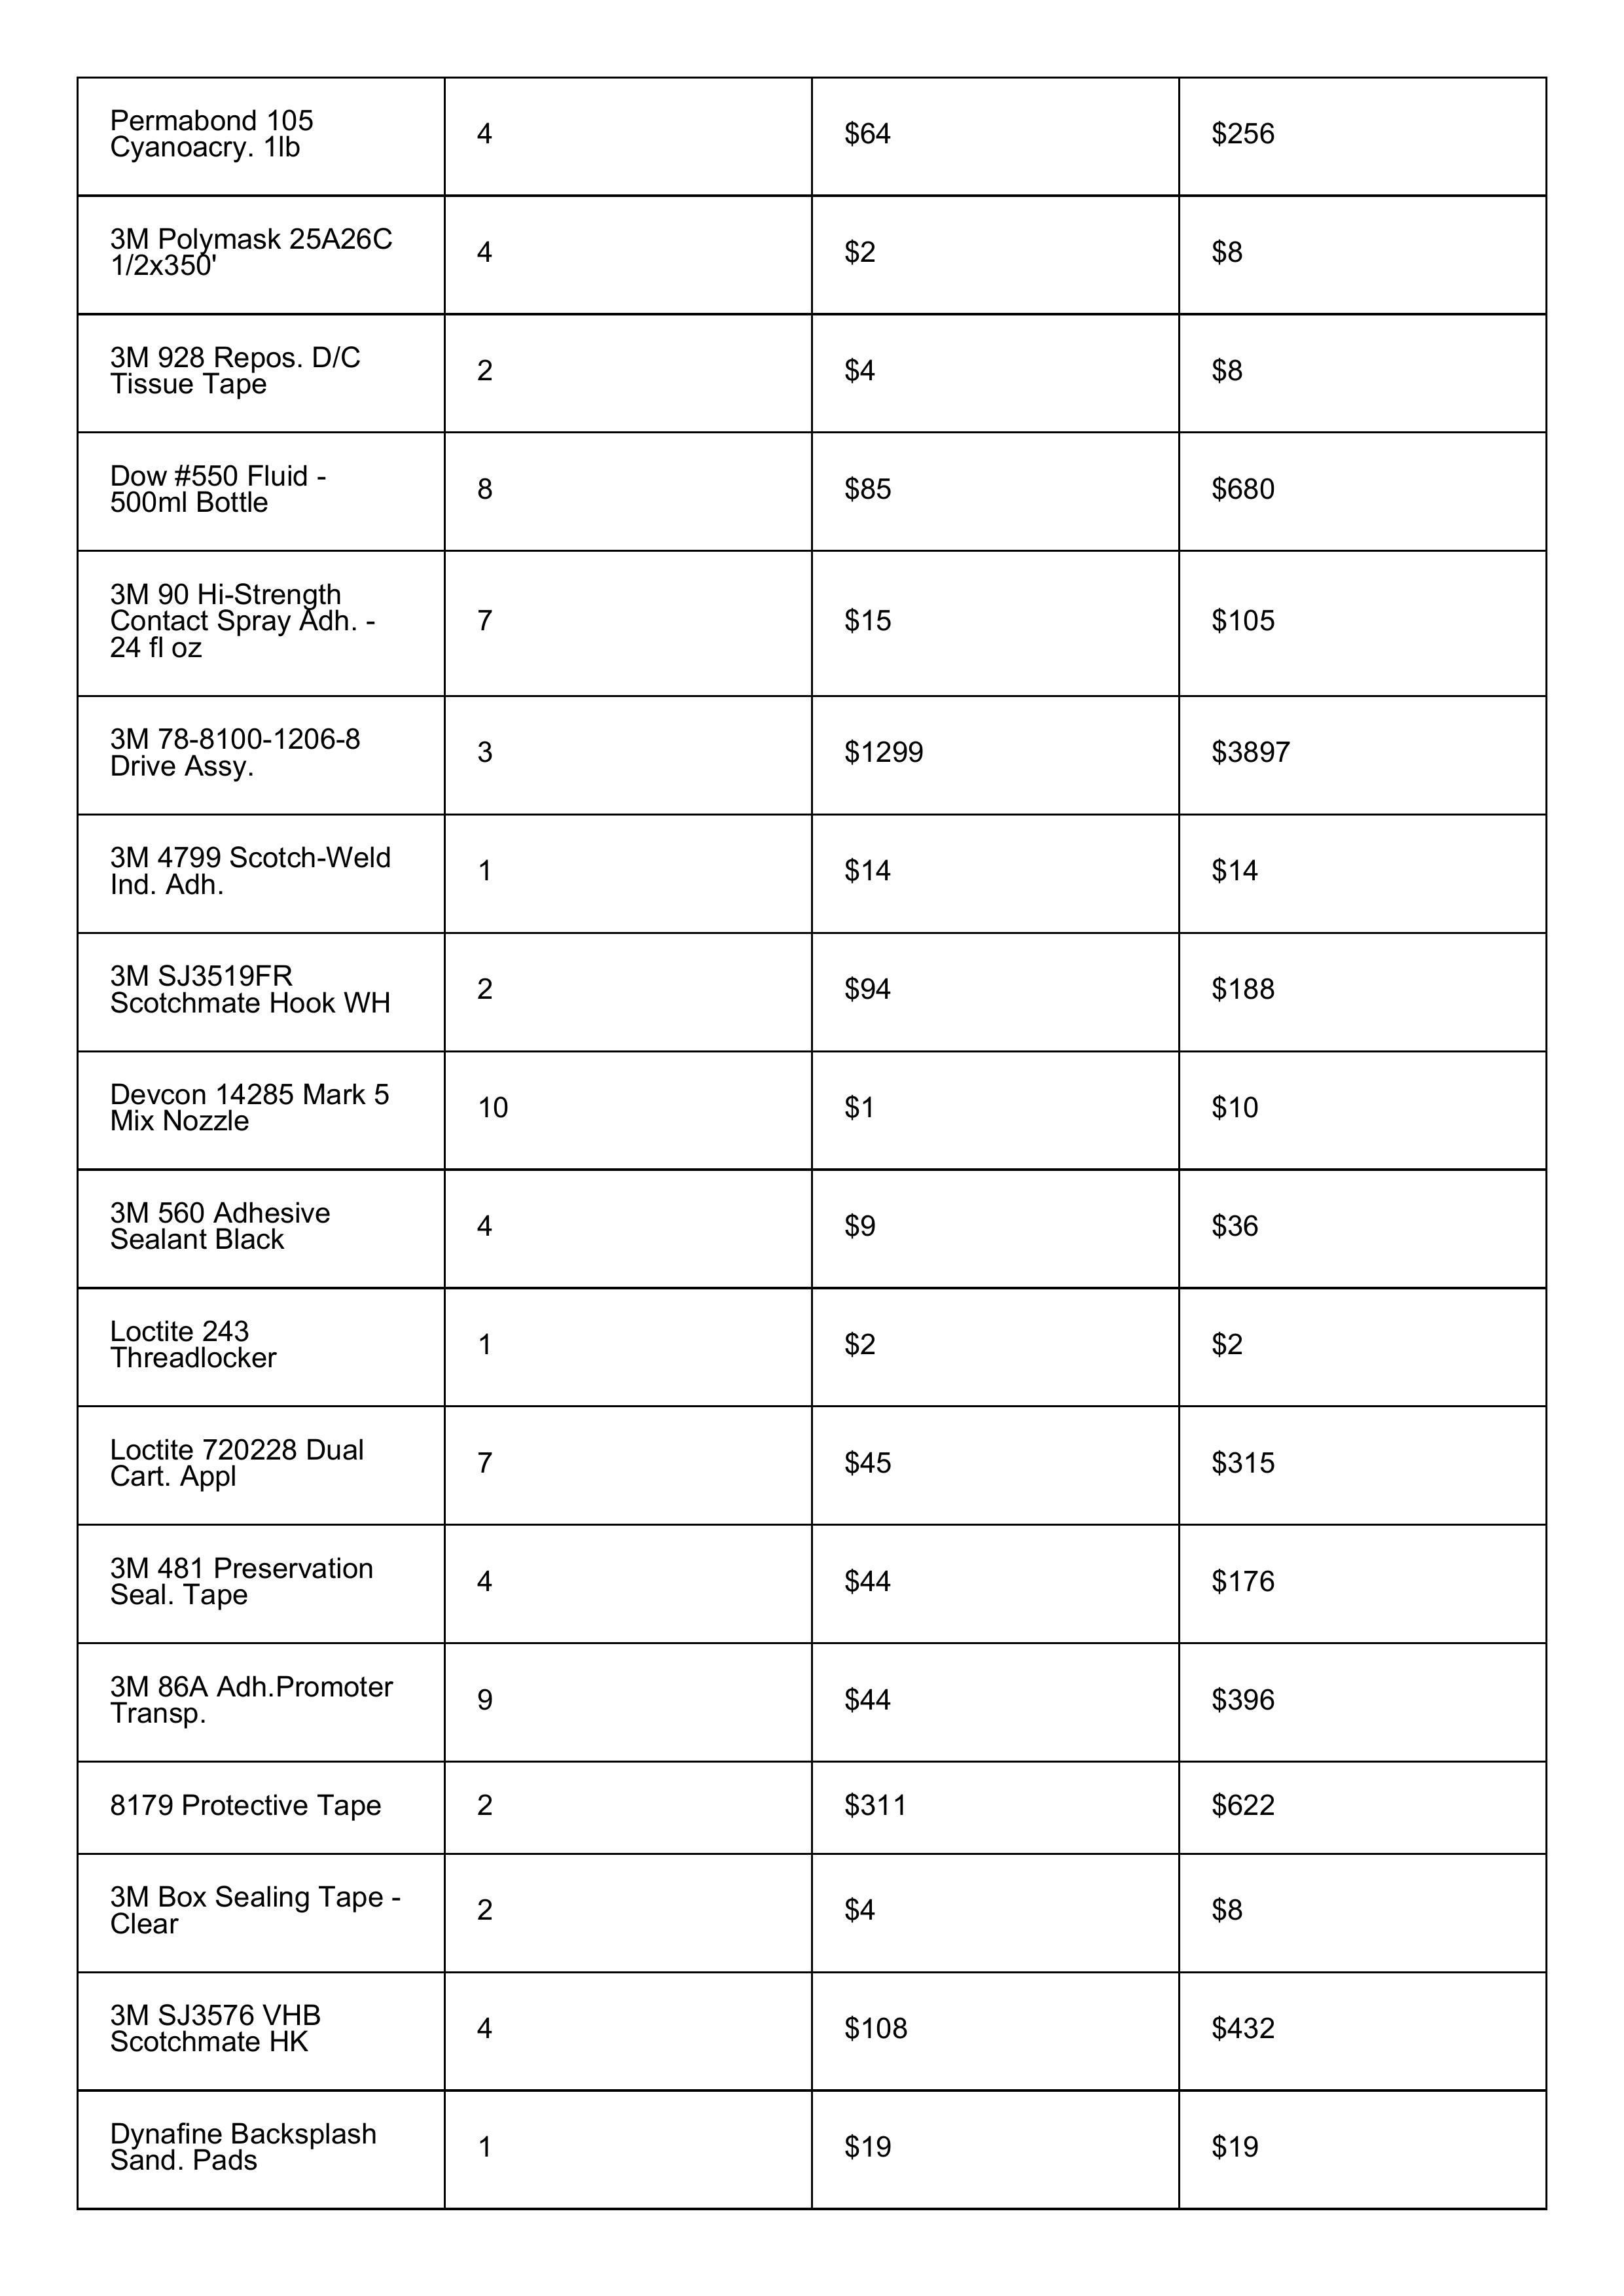 Permabond 105
Cyanoacry. 1lb
4
$64
$256
3M Polymask 25A26C
1/2x350'
4
$2
$8
3M 928 Repos. D/C
Tissue Tape
2
$4
$8
Dow #550 Fluid -
500ml Bottle
8
$85
$680
3M 90 Hi-Strength
Contact Spray Adh. -
24 fl oz
7
$15
$105
3M 78-8100-1206-8
Drive Assy.
3
$1299
$3897
3M 4799 Scotch-Weld
Ind. Adh.
1
$14
$14
3M SJ3519FR
Scotchmate Hook WH
2
$94
$188
Devcon 14285 Mark 5
Mix Nozzle
10
$1
$10
3M 560 Adhesive
Sealant Black
4
$9
$36
Loctite 243
Threadlocker
1
$2
$2
Loctite 720228 Dual
Cart. Appl
7
$45
$315
3M 481 Preservation
Seal. Tape
4
$44
$176
3M 86A Adh.Promoter
Transp.
9
$44
$396
8179 Protective Tape
2
$311
$622
3M Box Sealing Tape -
Clear
2
$4
$8
3M SJ3576 VHB
Scotchmate HK
4
$108
$432
Dynafine Backsplash
Sand. Pads
1
$19
$19